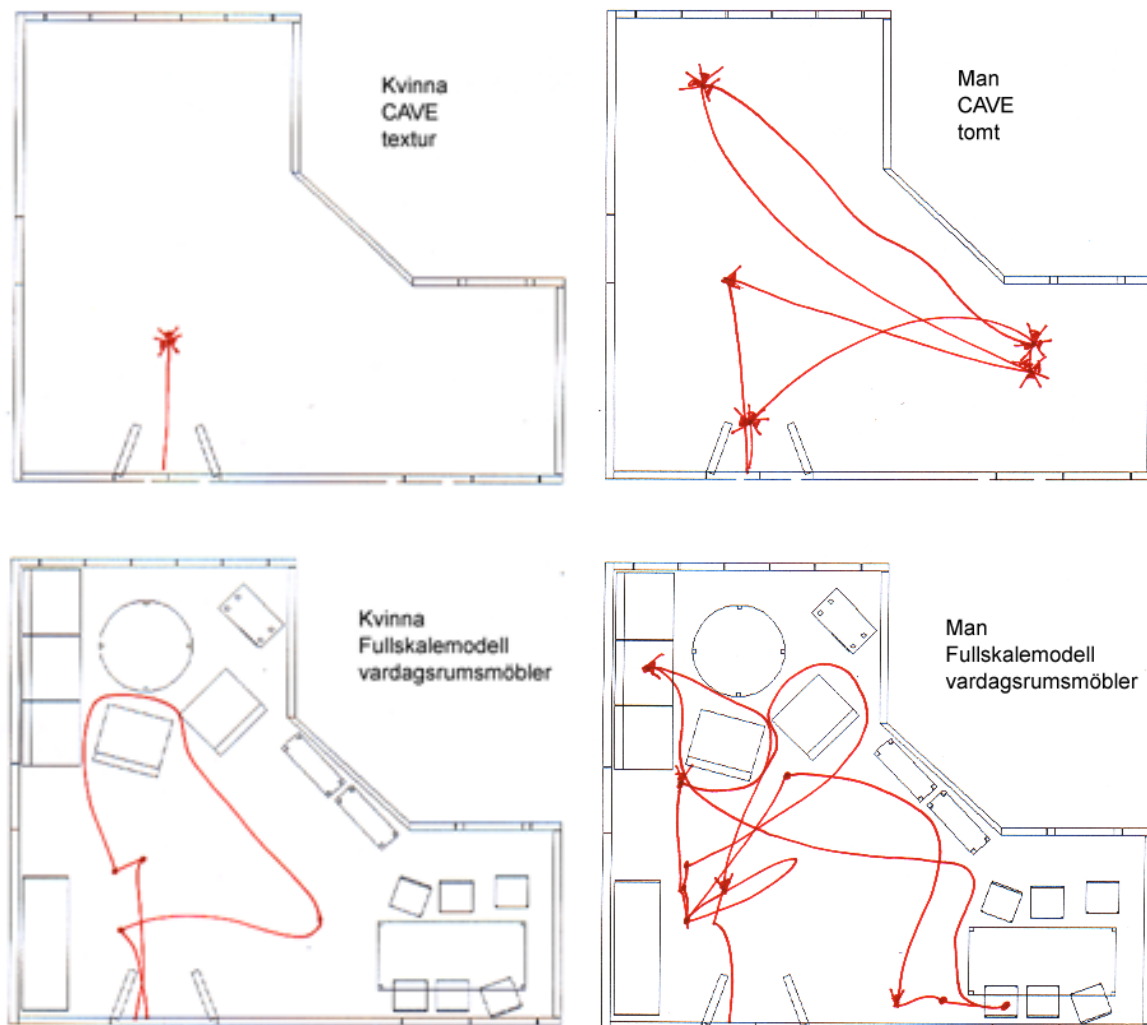 Kvinna
CAVE
textur
Man
CAVE
tomt
Kvinna
Fullskalemodell
vardagsrumsmöbler
Man
Fullskalemodell
vardagsrumsmöbler